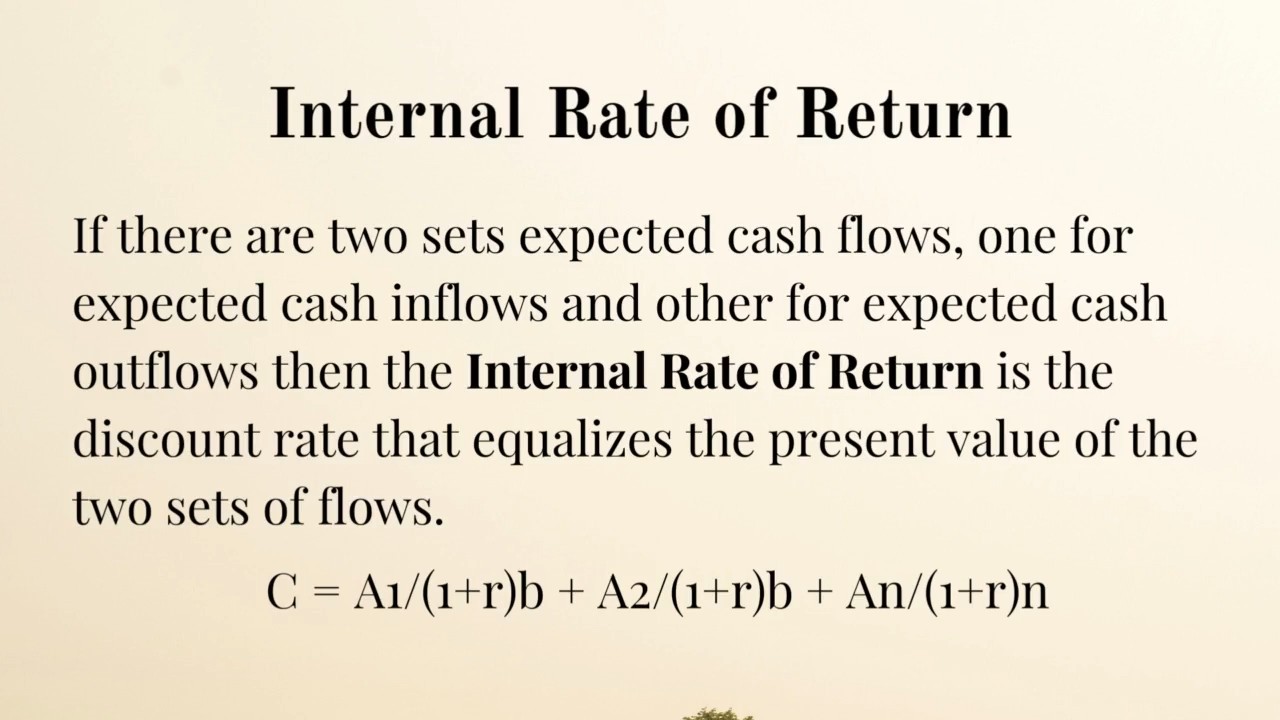 Internal Rate of Return
If there are two sets expected cash flows, one for
expected cash inflows and other for expected cash
outflows then the Internal Rate of Return is the
discount rate that equalizes the present value of the
two sets of flows.
C = A1/(1+r)b + A2/(1+r)b + An/(1+r)n